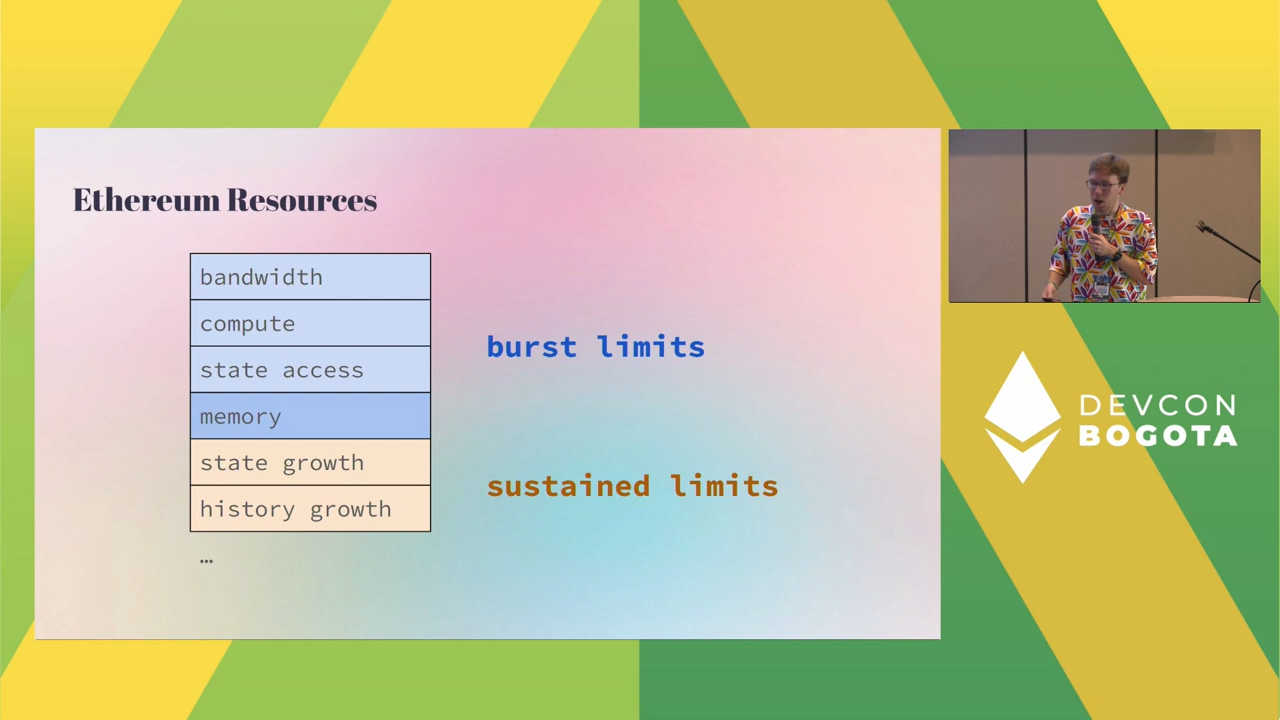 Ethereum Resources
bandwidth
compute
state access
memory
state growth
history growth
…
burst limits
sustained limits
DEVCON
BOGOTA